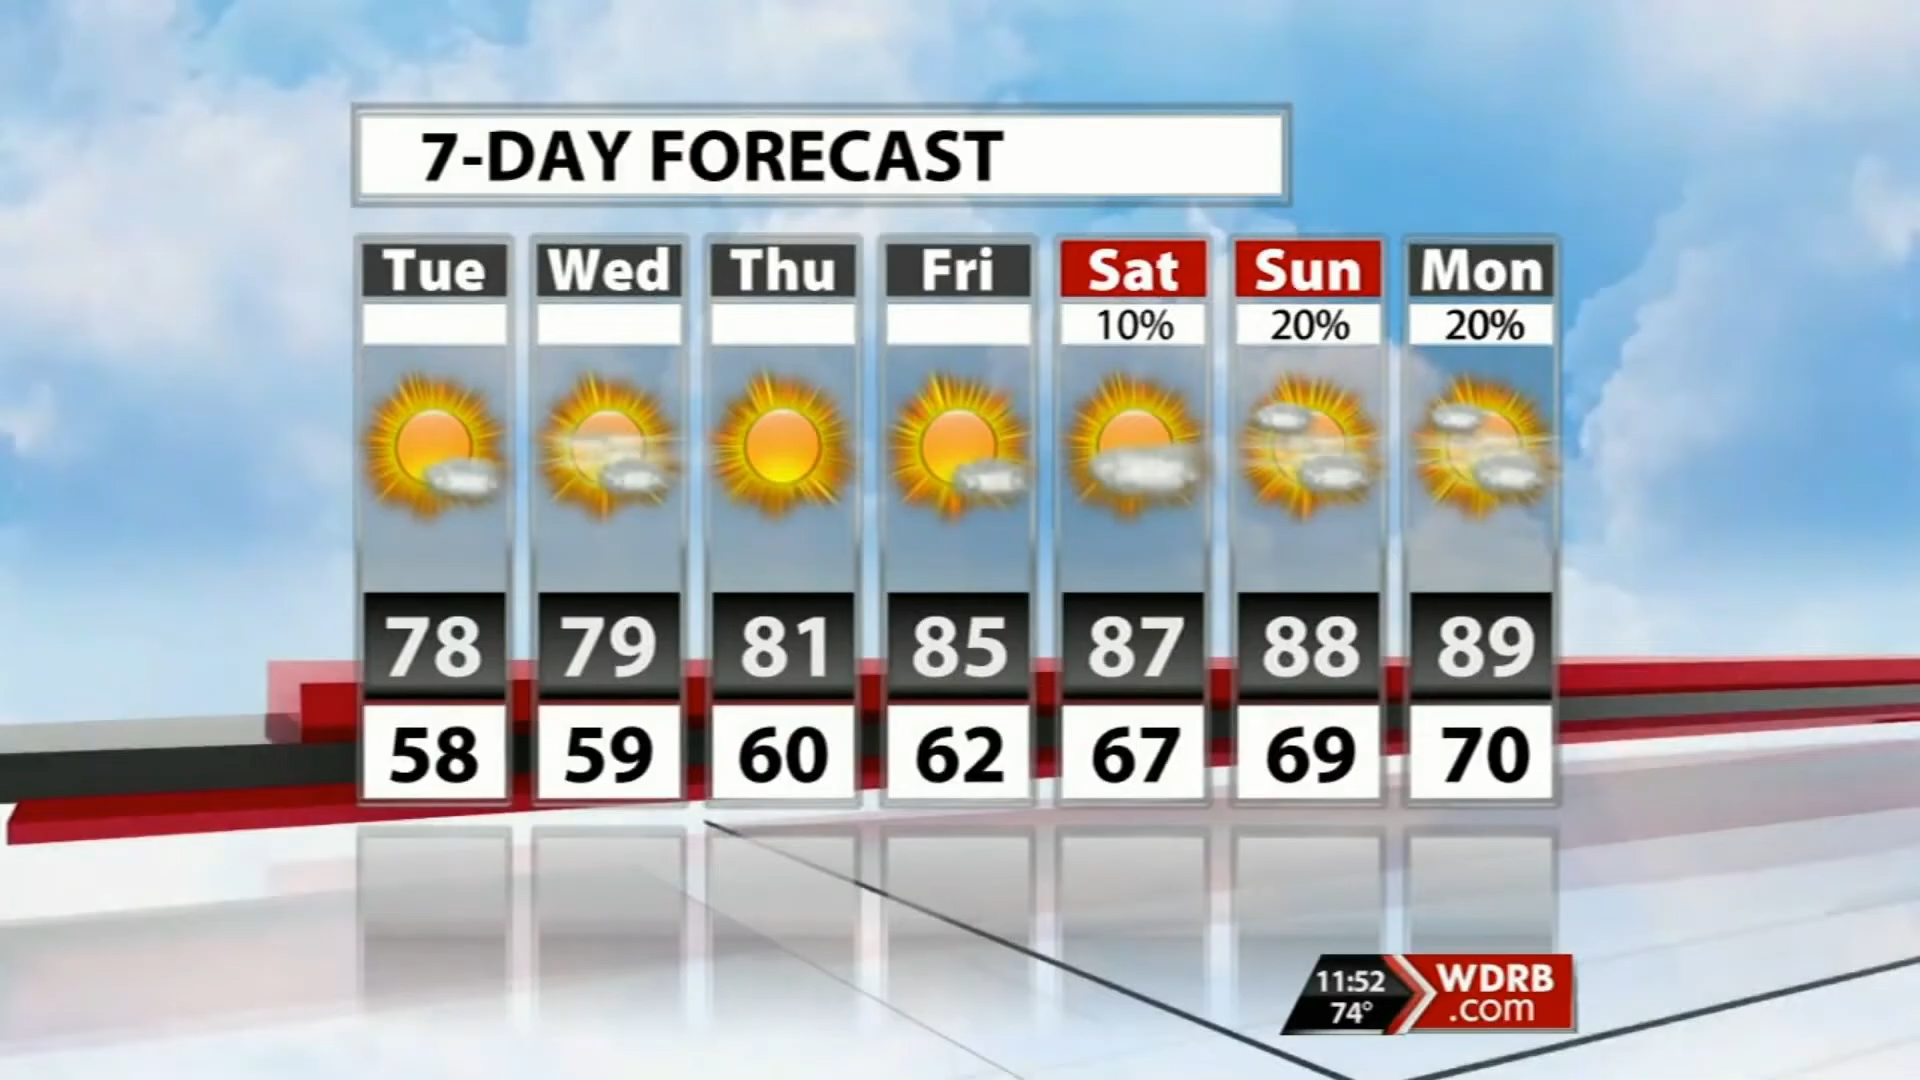 7-DAY FORECAST
Tue Wed Thu Fri Sat Sun Mon
10% 20% 20%
78 79 81 85 87 88 89
58 59 60 62 67 69 70
11:52 WDRB
74° .com